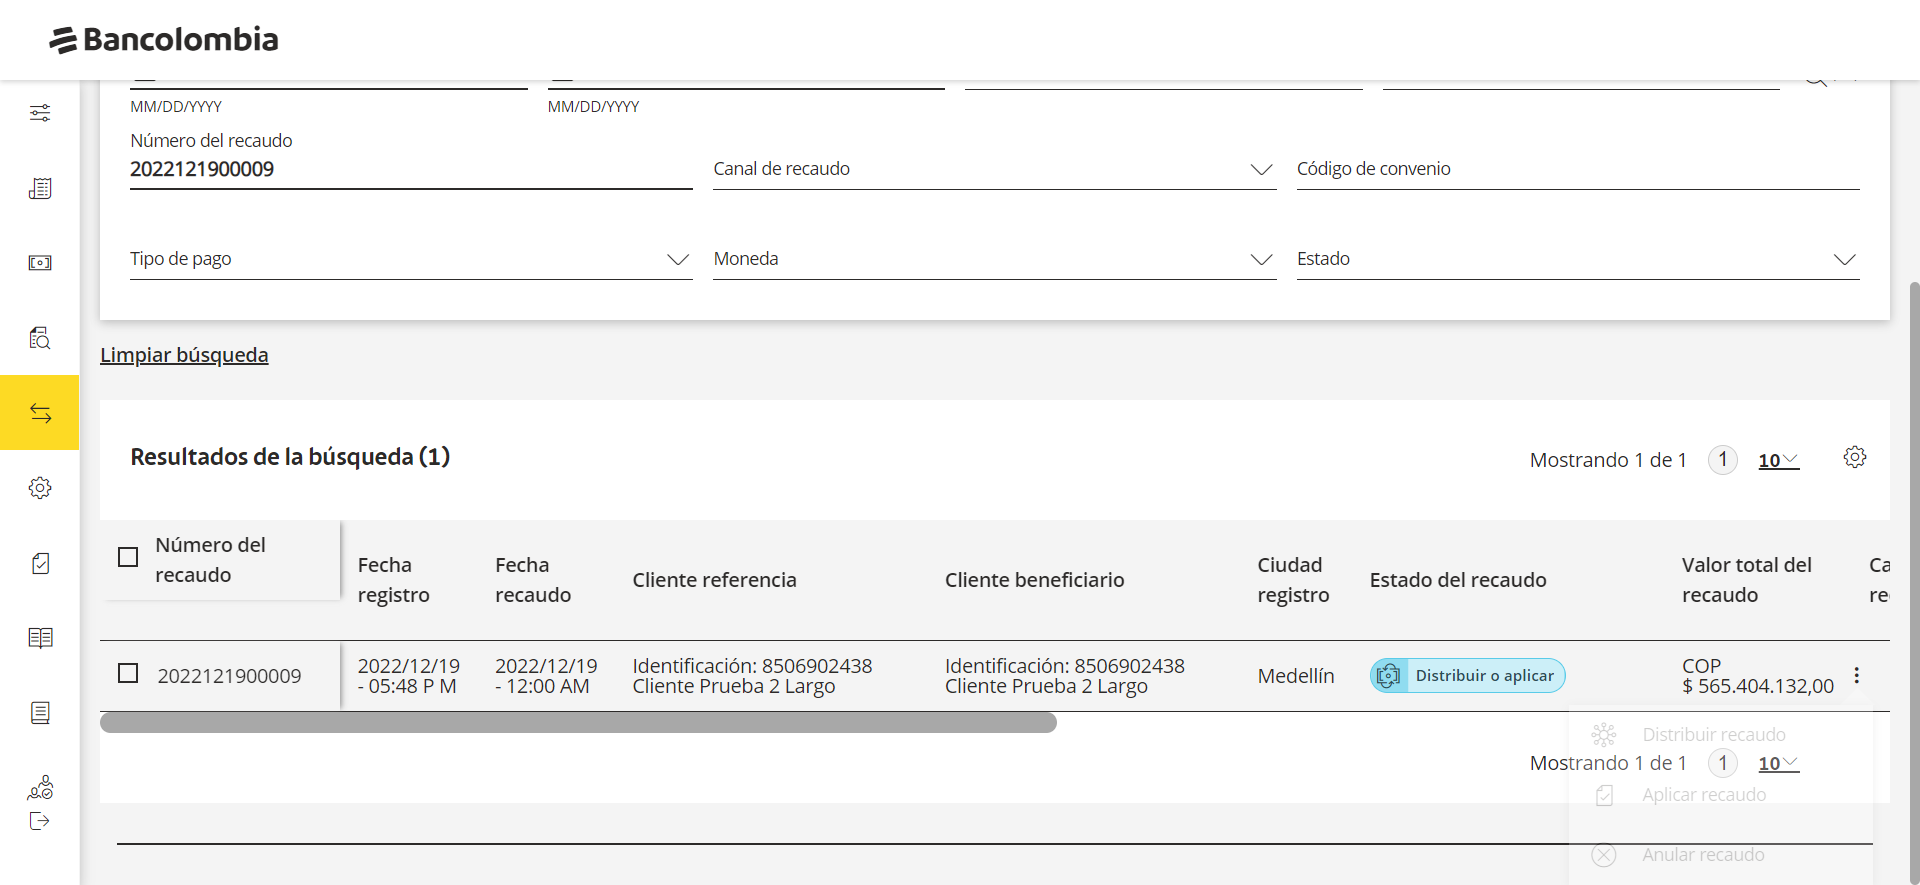 Bancolombia
MM/DD/YYYY
MM/DD/YYYY
Número del recaudo
2022121900009
Canal de recaudo
Código de convenio
Tipo de pago
Moneda
Estado
Limpiar búsqueda
Resultados de la búsqueda (1)
Mostrando 1 de 1
1
10
Número del
recaudo
Fecha
registro
Fecha
recaudo
Cliente referencia
Cliente beneficiario
Ciudad
registro
Estado del recaudo
Valor total del
recaudo
Ca
re
2022121900009
2022/12/19
- 05:48 P M
2022/12/19
- 12:00 AM
Identificación: 8506902438
Cliente Prueba 2 Largo
Identificación: 8506902438
Cliente Prueba 2 Largo
Medellín
Distribuir o aplicar
COP
$ 565.404.132,00
Distribuir recaudo
Mostrando 1 de 1
1
10
Aplicar recaudo
Anular recaudo